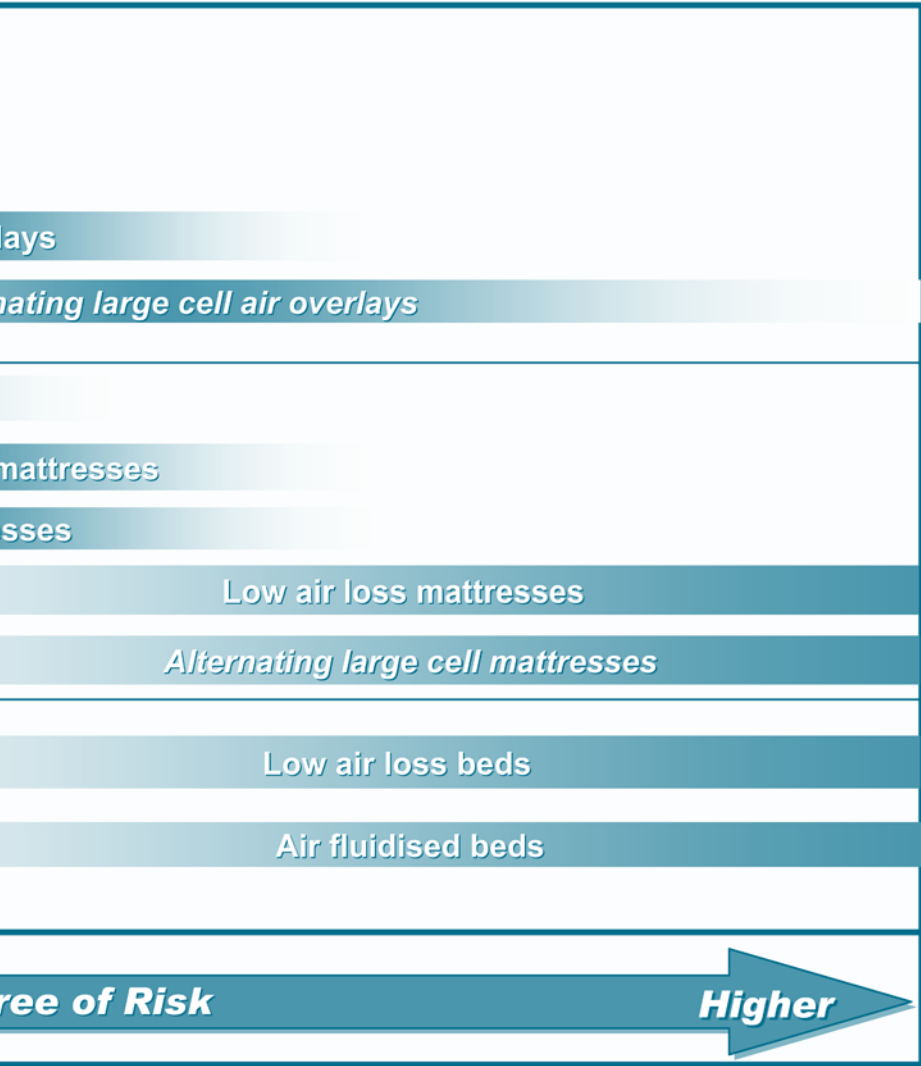 lays
nating large cell air overlays
mattresses
sses
Low air loss mattresses
Alternating large cell mattresses
Low air loss beds
Air fluidised beds
ree of Risk
Higher